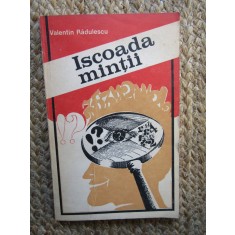 Valentin Rădulescu
Iscoada
minții
!?